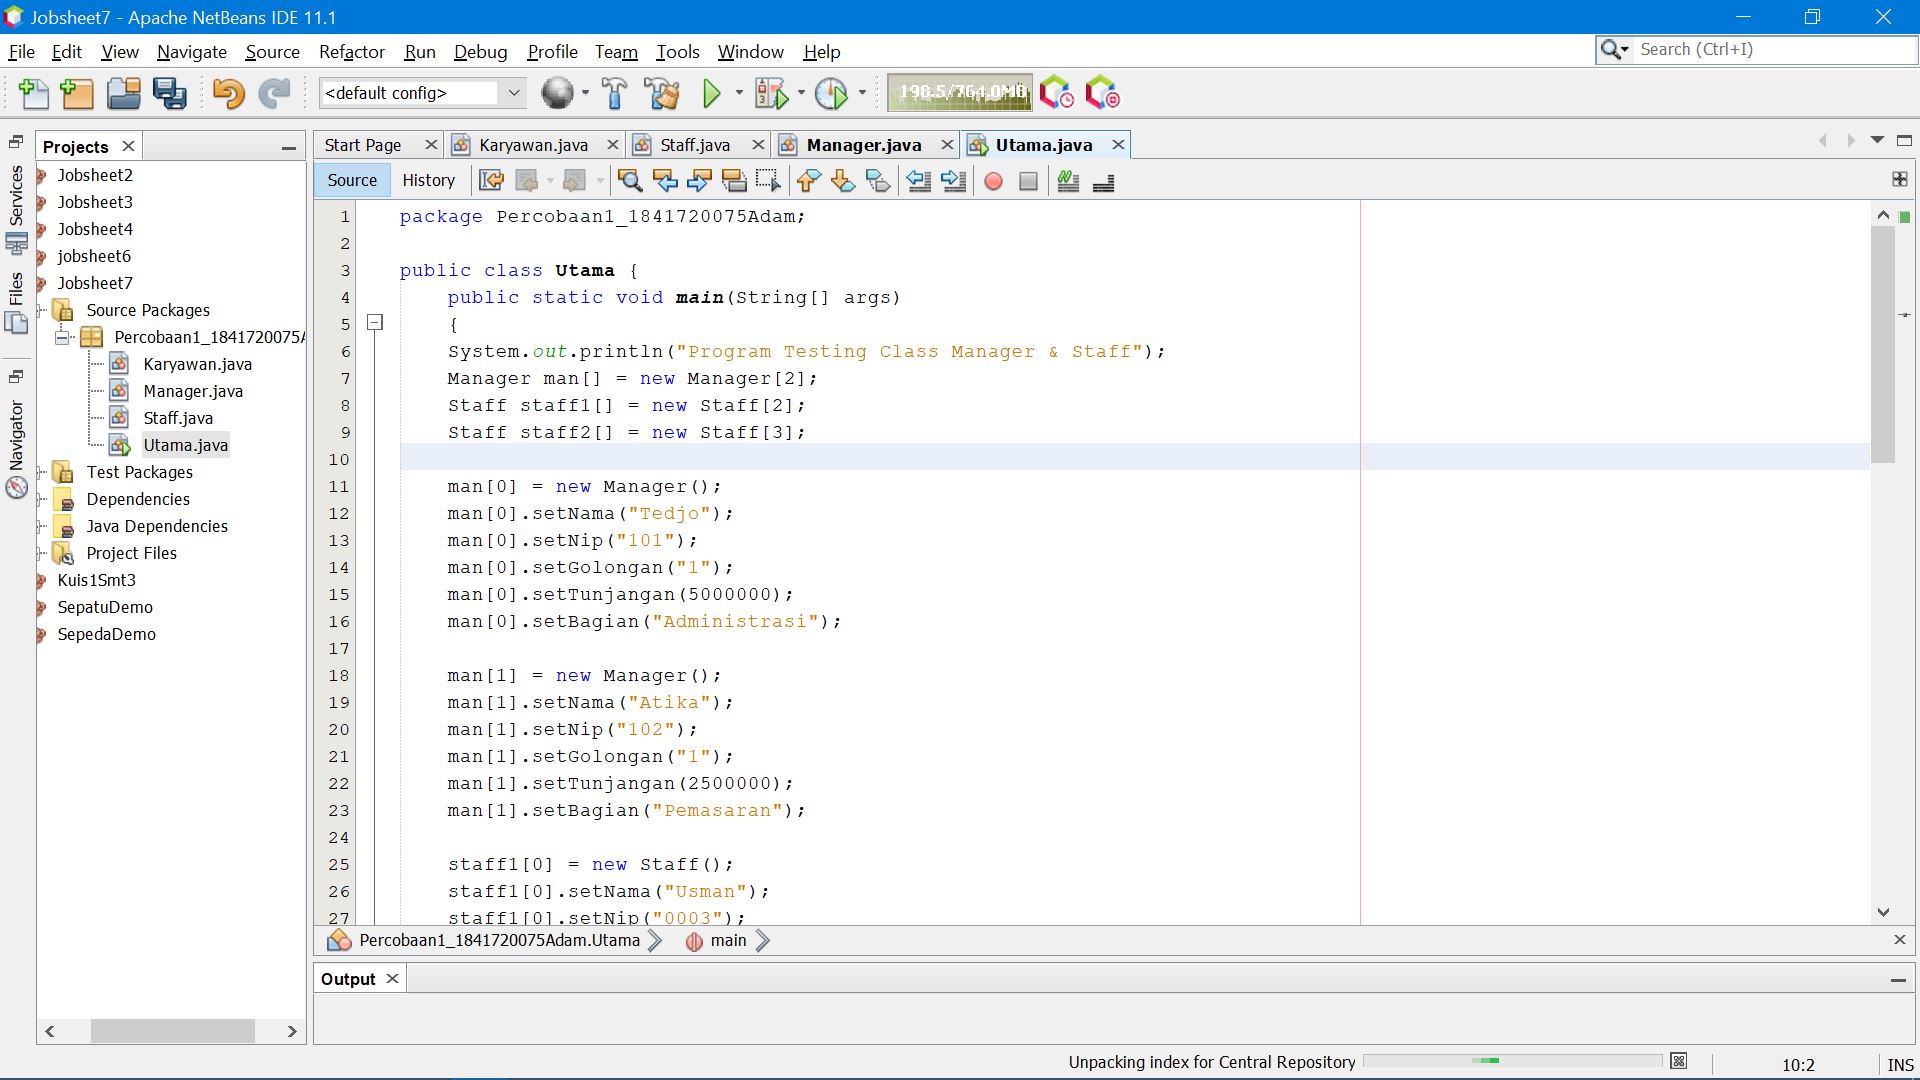 Jobsheet7 - Apache NetBeans IDE 11.1
File Edit View Navigate Source Refactor Run Debug Profile Team Tools Window Help
Search (Ctrl+I)
<default config>
198.5/764.0MB
Services
Files
Navigator
Projects
Jobsheet2
Jobsheet3
Jobsheet4
jobsheet6
Jobsheet7
Source Packages
Percobaan1_1841720075A
Karyawan.java
Manager.java
Staff.java
Utama.java
Test Packages
Dependencies
Java Dependencies
Project Files
Kuis1Smt3
SepatuDemo
SepedaDemo
Start Page Karyawan.java Staff.java Manager.java Utama.java
Source History
1 package Percobaan1_1841720075Adam;
2
3 public class Utama {
4 public static void main(String[] args)
5 {
6 System.out.println("Program Testing Class Manager & Staff");
7 Manager man[] = new Manager[2];
8 Staff staff1[] = new Staff[2];
9 Staff staff2[] = new Staff[3];
10
11 man[0] = new Manager();
12 man[0].setNama("Tedjo");
13 man[0].setNip("101");
14 man[0].setGolongan("1");
15 man[0].setTunjangan(5000000);
16 man[0].setBagian("Administrasi");
17
18 man[1] = new Manager();
19 man[1].setNama("Atika");
20 man[1].setNip("102");
21 man[1].setGolongan("1");
22 man[1].setTunjangan(2500000);
23 man[1].setBagian("Pemasaran");
24
25 staff1[0] = new Staff();
26 staff1[0].setNama("Usman");
27 staff1[0].setNip("0003");
Percobaan1_1841720075Adam.Utama main
Output
Unpacking index for Central Repository
10:2
INS